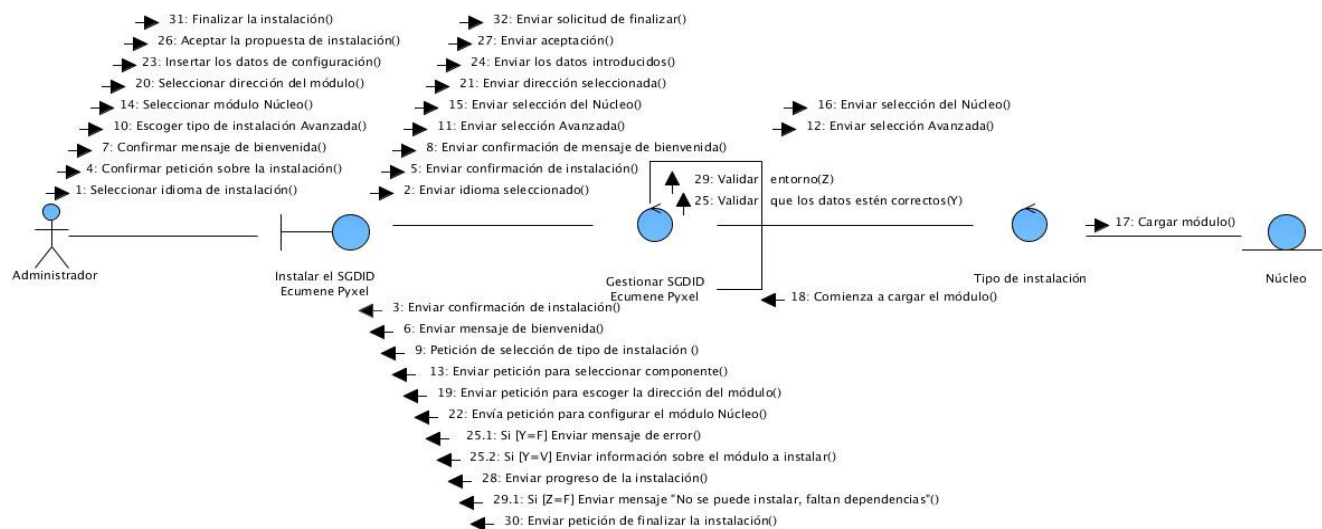 31: Finalizar la instalación()
26: Aceptar la propuesta de instalación()
23: Insertar los datos de configuración()
20: Seleccionar dirección del módulo()
14: Seleccionar módulo Núcleo()
10: Escoger tipo de instalación Avanzada()
7: Confirmar mensaje de bienvenida()
4: Confirmar petición sobre la instalación()
1: Seleccionar idioma de instalación()
32: Enviar solicitud de finalizar()
27: Enviar aceptación()
24: Enviar los datos introducidos()
21: Enviar dirección seleccionada()
15: Enviar selección del Núcleo()
11: Enviar selección Avanzada()
8: Enviar confirmación de mensaje de bienvenida()
5: Enviar confirmación de instalación()
2: Enviar idioma seleccionado()
16: Enviar selección del Núcleo()
12: Enviar selección Avanzada()
29: Validar entorno(Z)
25: Validar que los datos estén correctos(Y)
17: Cargar módulo()
Administrador
Instalar el SGDID
Ecumene Pyxel
Gestionar SGDID
Ecumene Pyxel
Tipo de instalación
Núcleo
18: Comienza a cargar el módulo()
3: Enviar confirmación de instalación()
6: Enviar mensaje de bienvenida()
9: Petición de selección de tipo de instalación ()
13: Enviar petición para seleccionar componente()
19: Enviar petición para escoger la dirección del módulo()
22: Envía petición para configurar el módulo Núcleo()
25.1: Si [Y=F] Enviar mensaje de error()
25.2: Si [Y=V] Enviar información sobre el módulo a instalar()
28: Enviar progreso de la instalación()
29.1: Si [Z=F] Enviar mensaje "No se puede instalar, faltan dependencias"()
30: Enviar petición de finalizar la instalación()